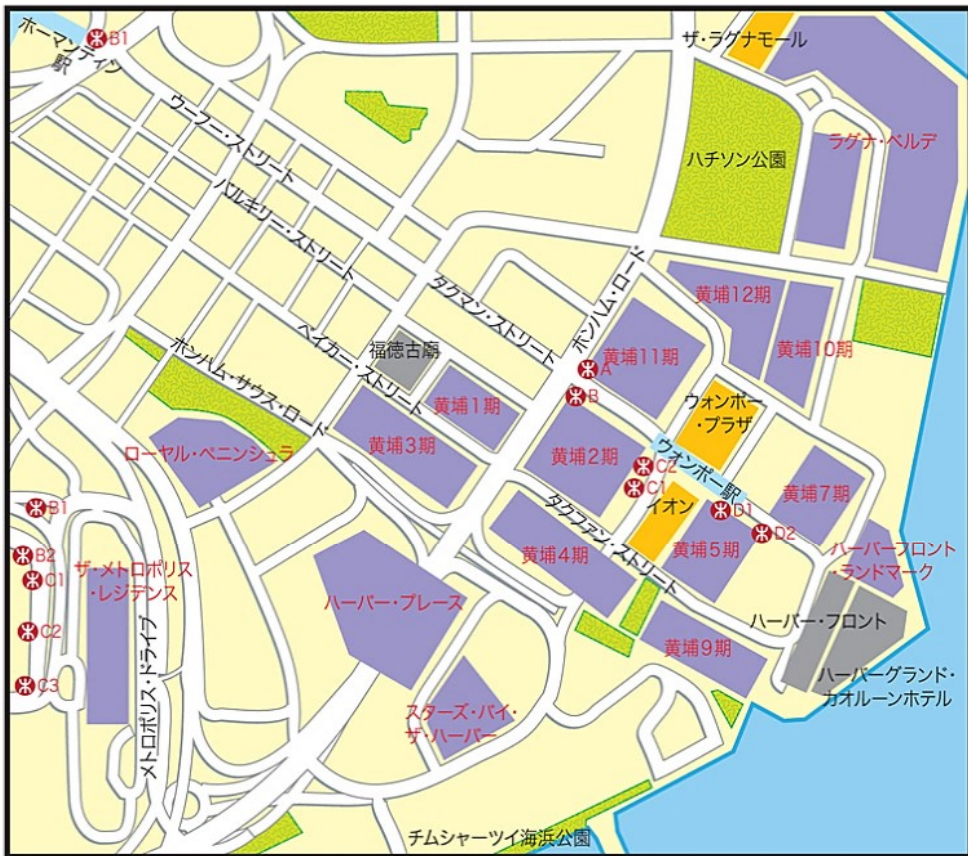 ホーマンティン
駅
B1
ザ・ラグナモール
ラグナ・ベルデ
ハチソン公園
ウーフー・ストリート
バルキリー・ストリート
タクマン・ストリート
ホンハム・ロード
黄埔12期
黄埔10期
黄埔11期
A
B
福徳古廟
ベイカー・ストリート
ホンハム・サウス・ロード
黄埔1期
黄埔3期
ローヤル・ペニンシュラ
ウォンポー
・プラザ
黄埔2期
ウォンポー駅
C2
C1
イオン
D1
D2
黄埔7期
タクファン・ストリート
黄埔4期
黄埔5期
ハーバーフロント
・ランドマーク
B1
B2
C1
C2
C3
ザ・メトロポリス
・レジデンス
メトロポリス・ドライブ
ハーバー・プレース
ハーバー・フロント
黄埔9期
ハーバーグランド・
カオルーンホテル
スターズ・バイ・
ザ・ハーバー
チムシャーツイ海浜公園